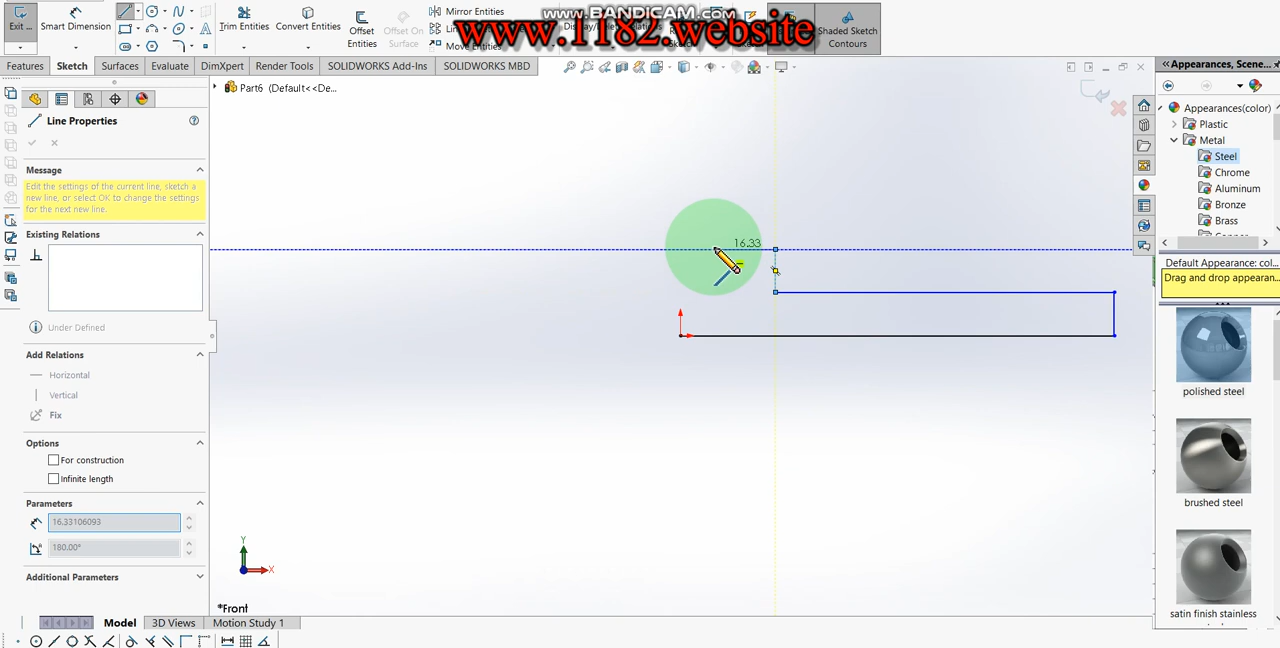 www.BANDICAM.com
www.1182.website
Exit ...
Smart Dimension
Trim Entities
Convert Entities
Offset
Entities
Offset On
Surface
Mirror Entities
Move Entities
Shaded Sketch
Contours
Features
Sketch
Surfaces
Evaluate
DimXpert
Render Tools
SOLIDWORKS Add-Ins
SOLIDWORKS MBD
Part6 (Default<<De...
Line Properties
Message
Edit the settings of the current line, sketch a
new line, or select OK to change the settings
for the next new line.
Existing Relations
Under Defined
Add Relations
Horizontal
Vertical
Fix
Options
For construction
Infinite length
Parameters
16.33106093
180.00°
Additional Parameters
16.33
Y
X
*Front
Model
3D Views
Motion Study 1
Appearances, Scene...
Appearances(color)
Plastic
Metal
Steel
Chrome
Aluminum
Bronze
Brass
Default Appearance: col...
Drag and drop appearan...
polished steel
brushed steel
satin finish stainless